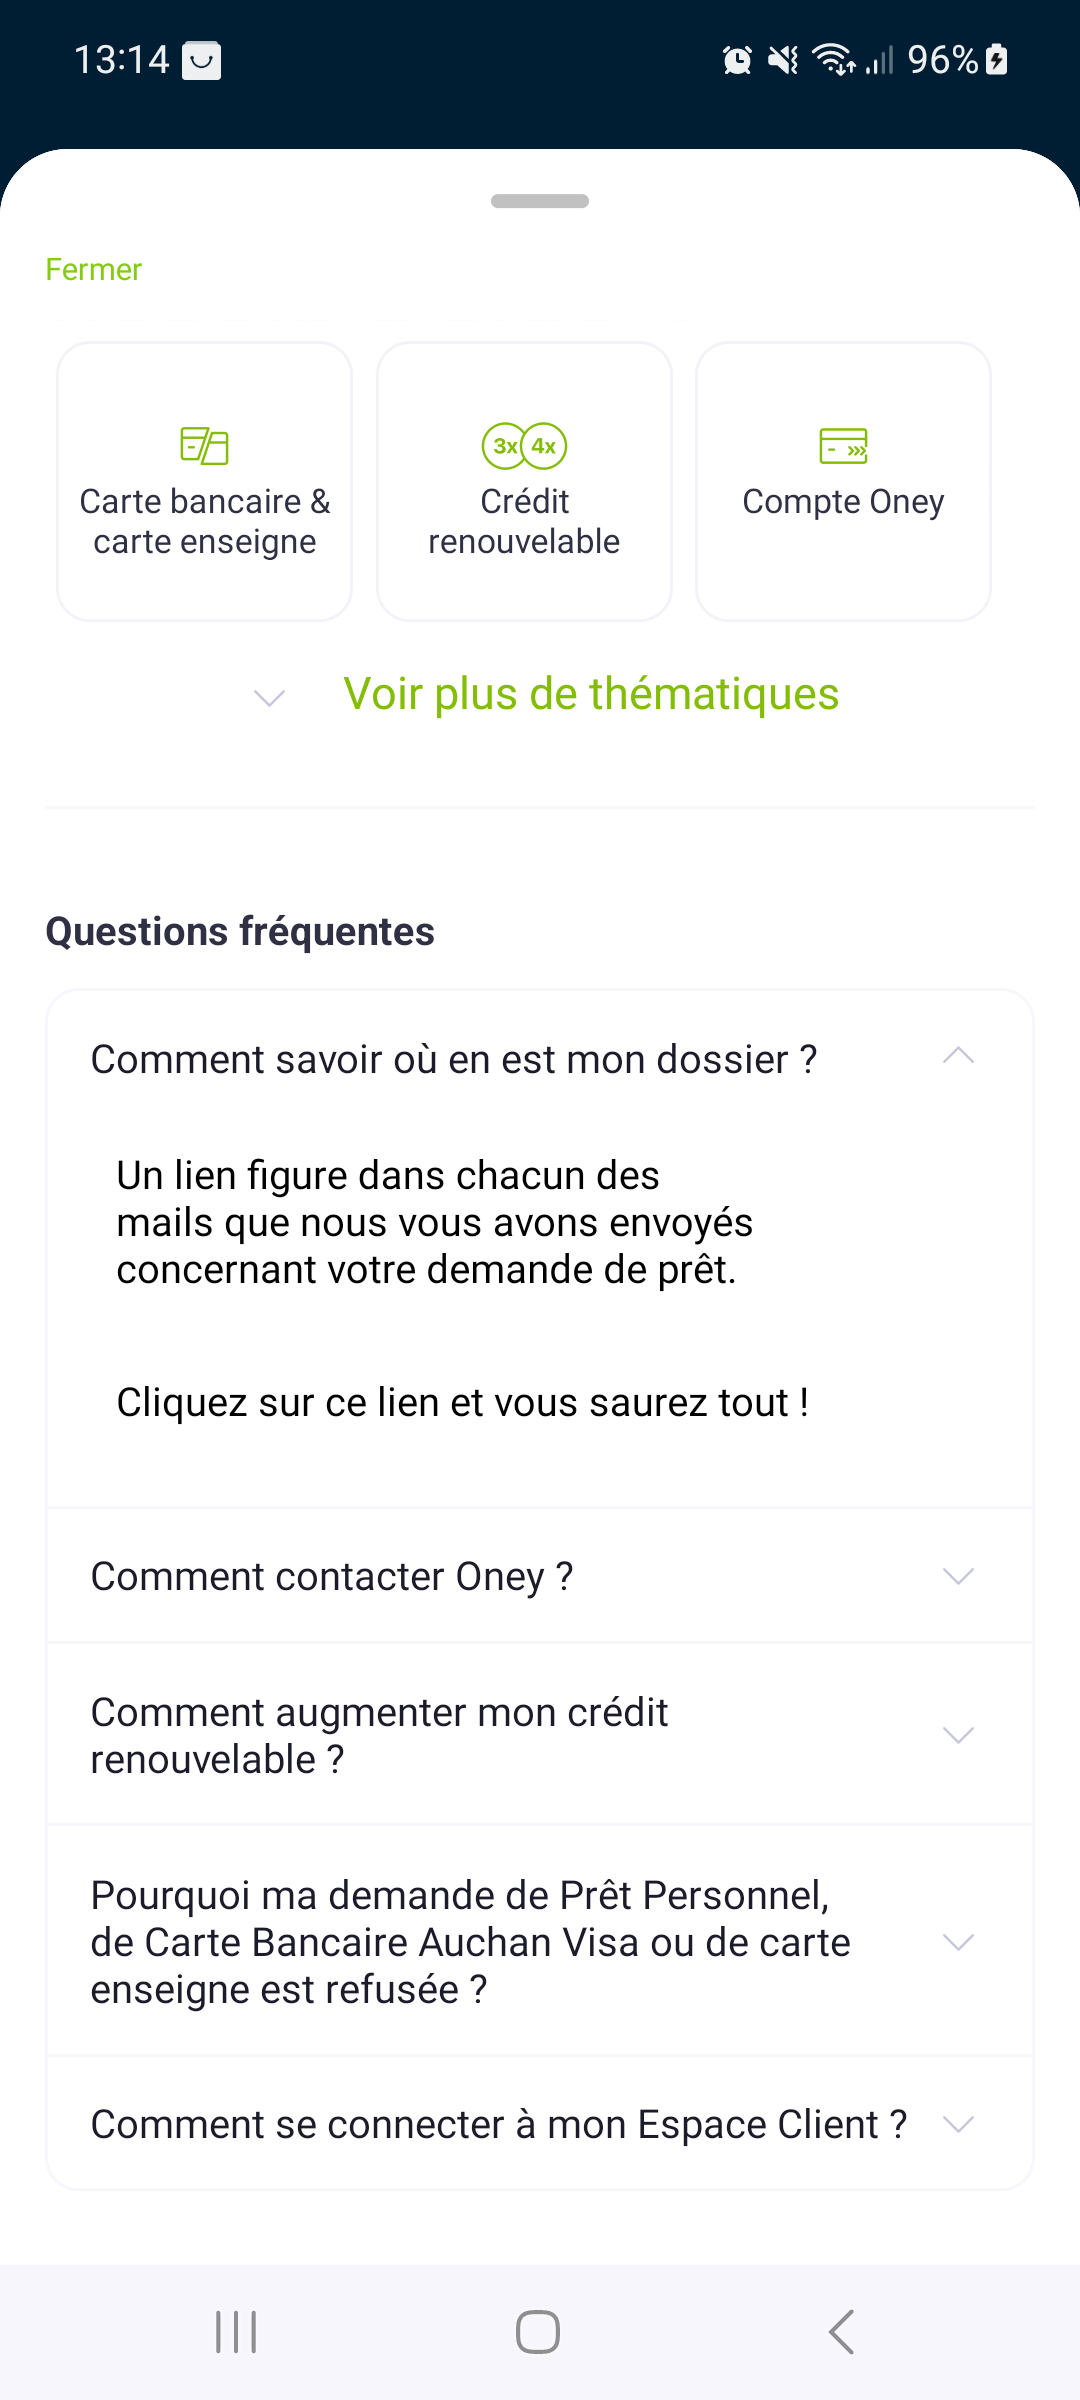 13:14
96%
Fermer
Carte bancaire &
carte enseigne
3x 4x
Crédit
renouvelable
Compte Oney
Voir plus de thématiques
Questions fréquentes
Comment savoir où en est mon dossier ?
Un lien figure dans chacun des
mails que nous vous avons envoyés
concernant votre demande de prêt.
Cliquez sur ce lien et vous saurez tout !
Comment contacter Oney ?
Comment augmenter mon crédit
renouvelable ?
Pourquoi ma demande de Prêt Personnel,
de Carte Bancaire Auchan Visa ou de carte
enseigne est refusée ?
Comment se connecter à mon Espace Client ?